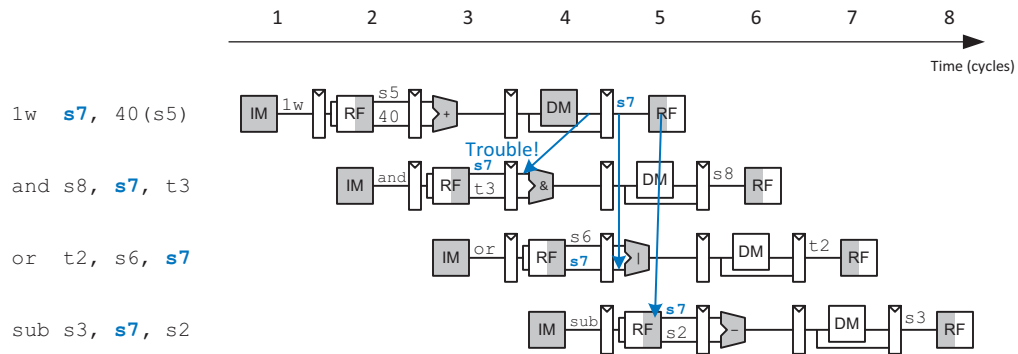 1 2 3 4 5 6 7 8
Time (cycles)
lw s7, 40(s5)
IM lw RF s5 40 + DM s7 RF
Trouble!
and s8, s7, t3
IM and RF s7 t3 & DM s8 RF
or t2, s6, s7
IM or RF s6 s7 | DM t2 RF
sub s3, s7, s2
IM sub RF s7 s2 - DM s3 RF